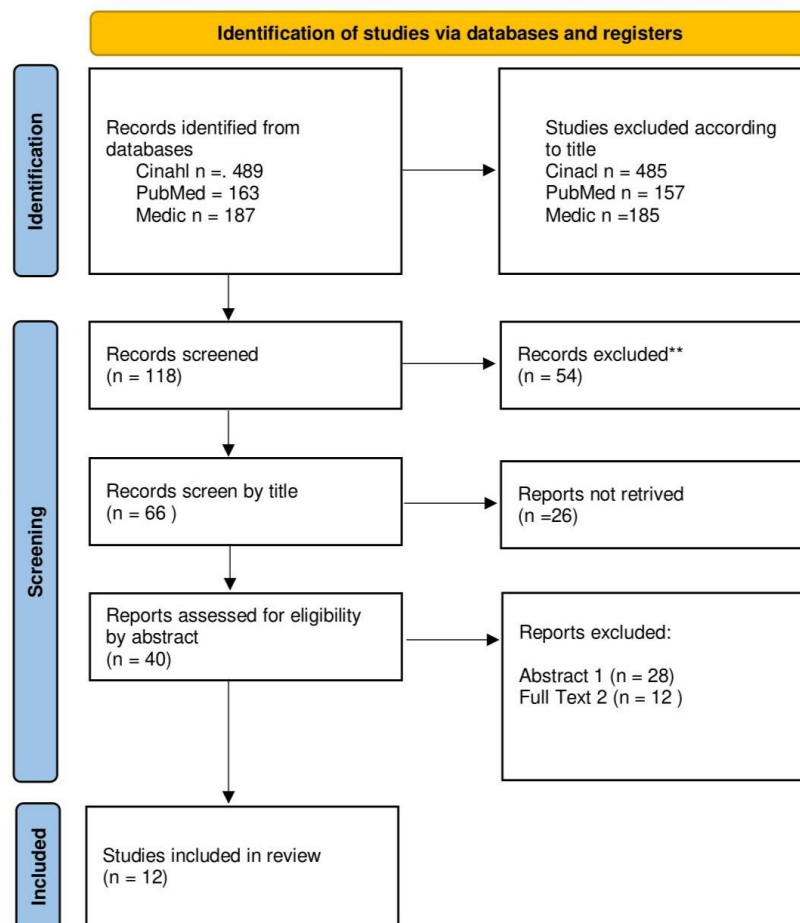 Identification of studies via databases and registers
Identification
Records identified from
databases
Cinahl n =. 489
PubMed = 163
Medic n = 187
Studies excluded according
to title
Cinacl n = 485
PubMed n = 157
Medic n =185
Screening
Records screened
(n = 118)
Records excluded**
(n = 54)
Records screen by title
(n = 66 )
Reports not retrived
(n =26)
Reports assessed for eligibility
by abstract
(n = 40)
Reports excluded:
Abstract 1 (n = 28)
Full Text 2 (n = 12 )
Included
Studies included in review
(n = 12)